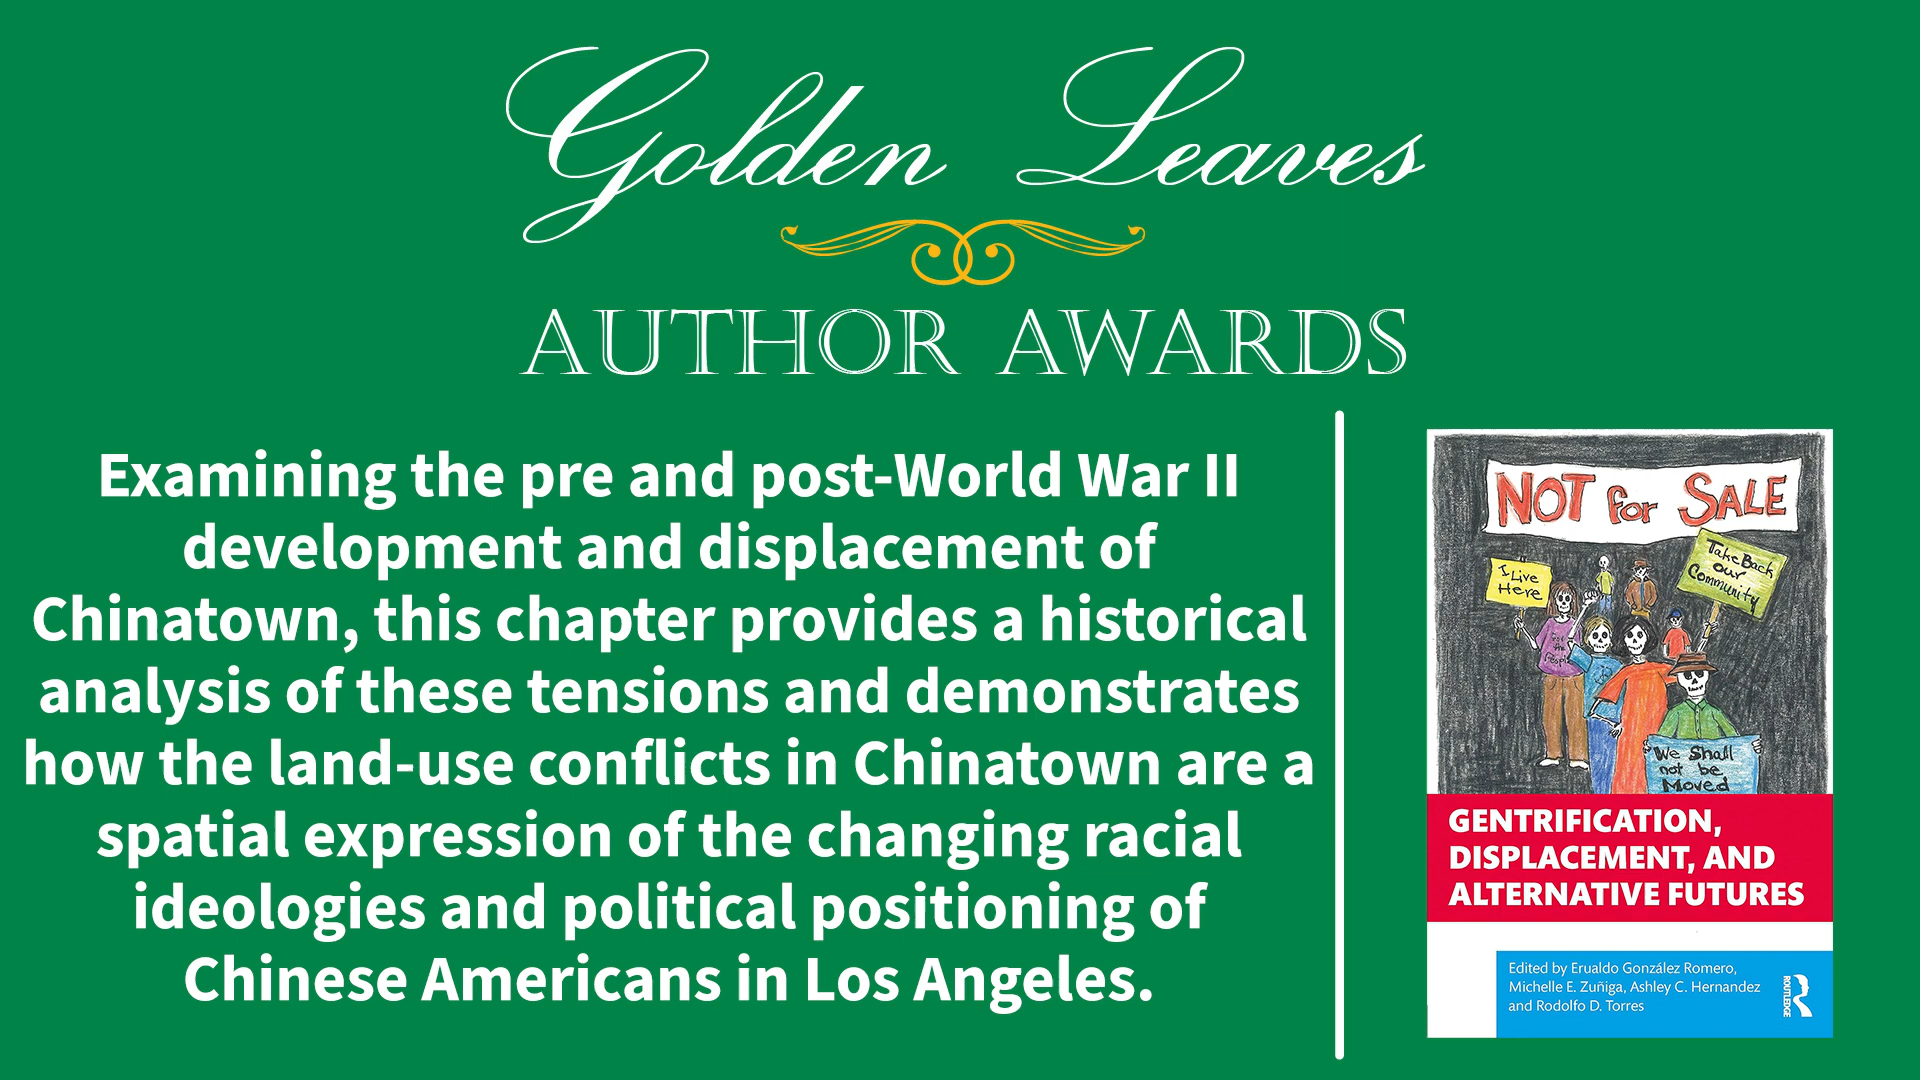 Golden Leaves
AUTHOR AWARDS
Examining the pre and post-World War II
development and displacement of
Chinatown, this chapter provides a historical
analysis of these tensions and demonstrates
how the land-use conflicts in Chinatown are a
spatial expression of the changing racial
ideologies and political positioning of
Chinese Americans in Los Angeles.
NOT for SALE
Take Back
our
Community
I Live
Here
for
the
People
We Shall
not be
Moved
GENTRIFICATION,
DISPLACEMENT, AND
ALTERNATIVE FUTURES
Edited by Erualdo González Romero,
Michelle E. Zuñiga, Ashley C. Hernandez
and Rodolfo D. Torres
ROUTLEDGE